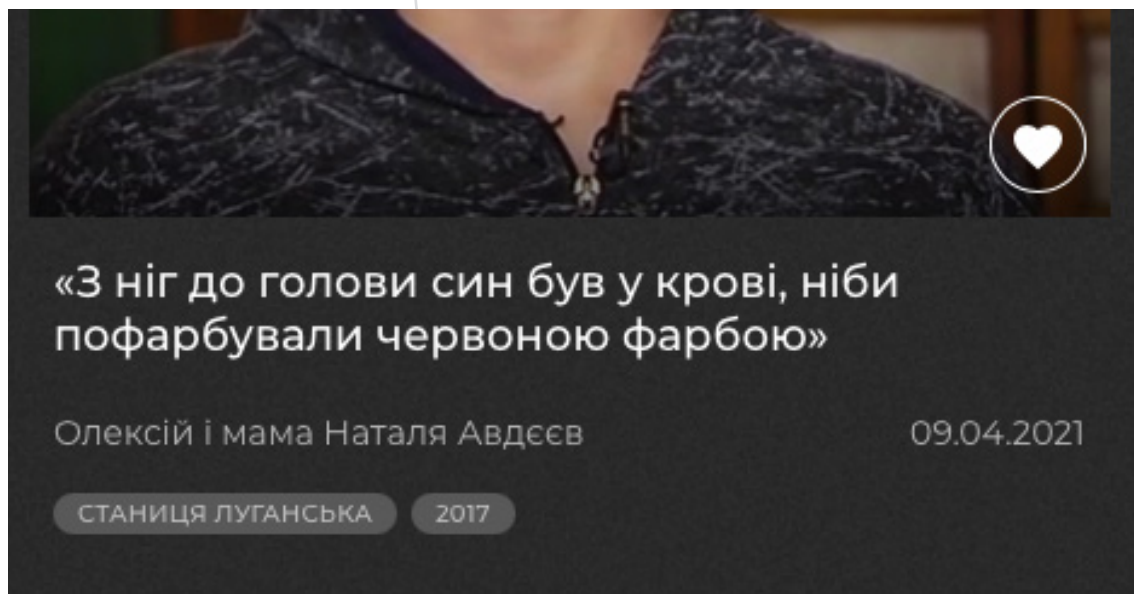 «З ніг до голови син був у крові, ніби
пофарбували червоною фарбою»
Олексій і мама Наталя Авдєєв
09.04.2021
СТАНИЦЯ ЛУГАНСЬКА
2017